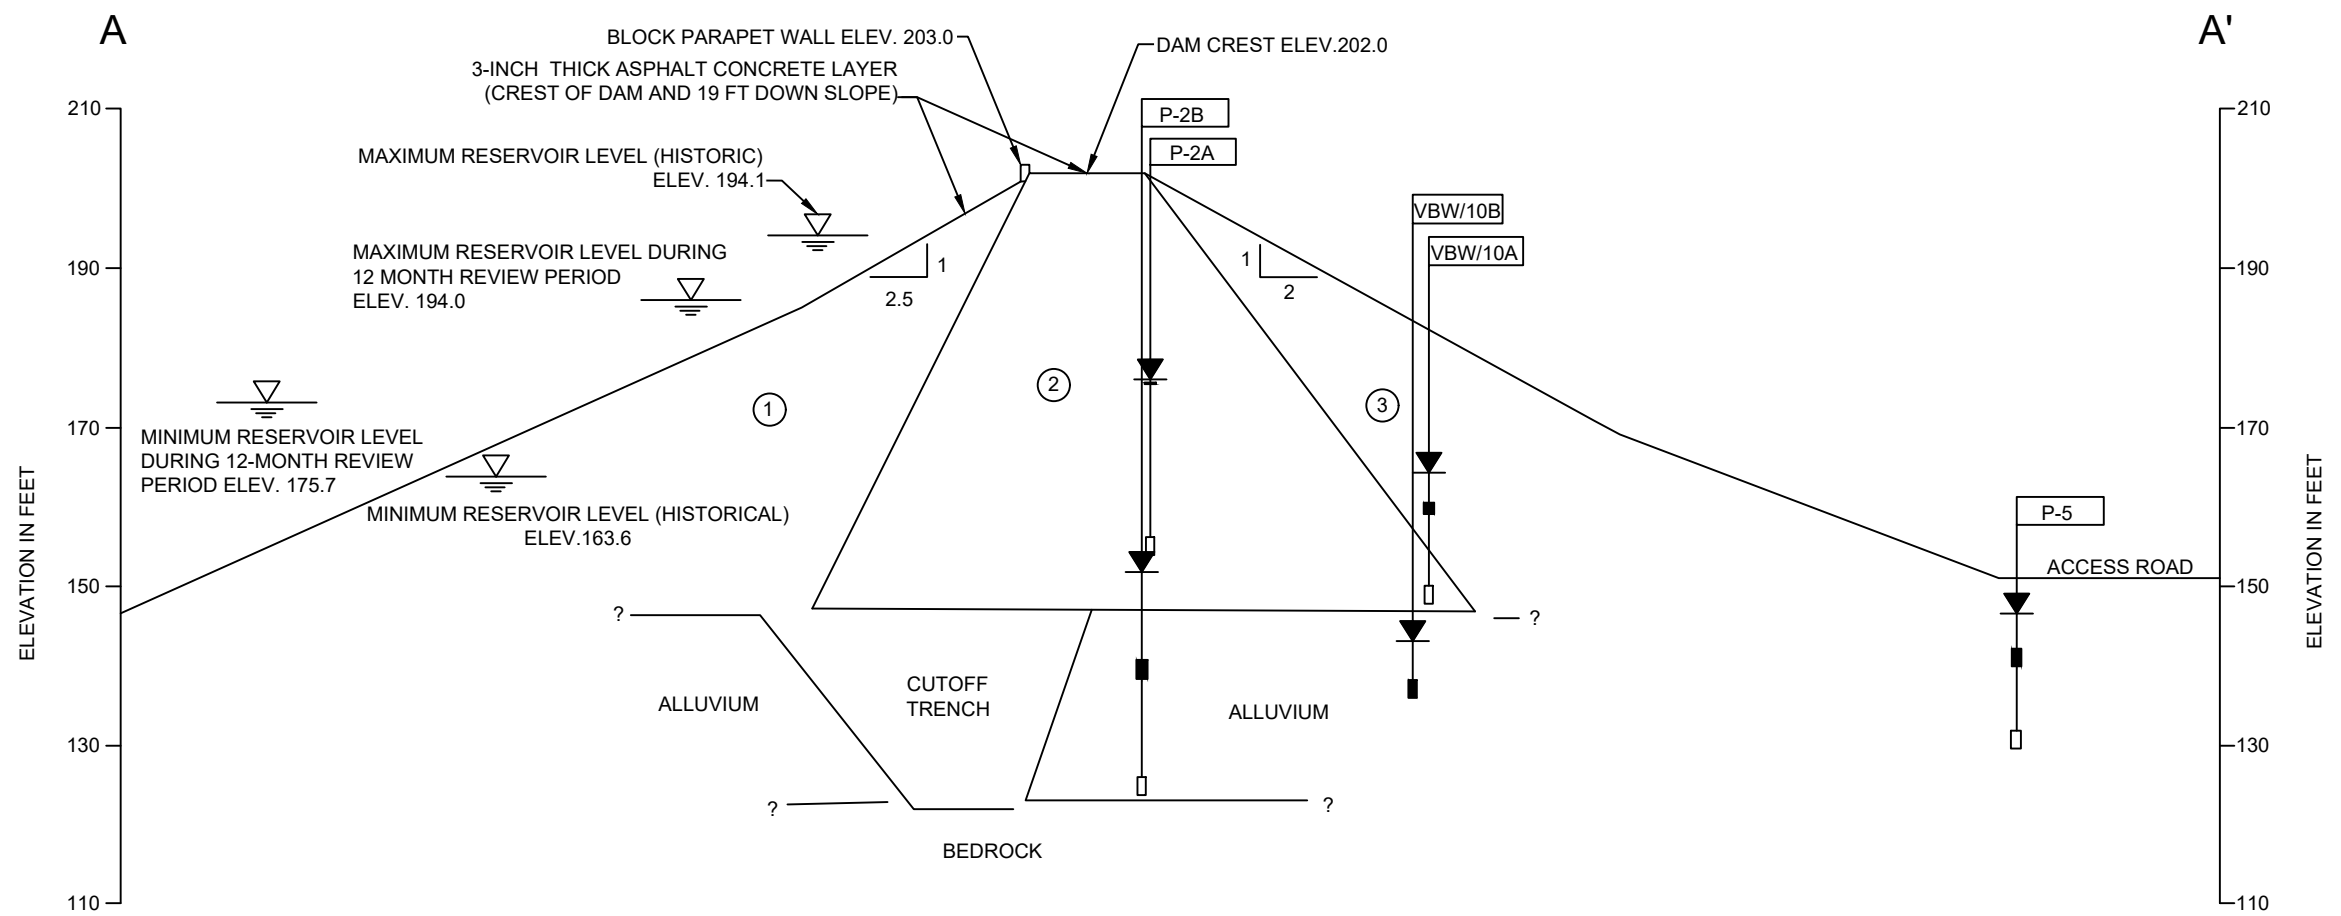 A
A'
BLOCK PARAPET WALL ELEV. 203.0
DAM CREST ELEV.202.0
3-INCH THICK ASPHALT CONCRETE LAYER
(CREST OF DAM AND 19 FT DOWN SLOPE)
210
210
P-2B
P-2A
MAXIMUM RESERVOIR LEVEL (HISTORIC)
ELEV. 194.1
VBW/10B
VBW/10A
MAXIMUM RESERVOIR LEVEL DURING
12 MONTH REVIEW PERIOD
ELEV. 194.0
190
190
1
2.5
1
2
1
2
3
170
170
MINIMUM RESERVOIR LEVEL
DURING 12-MONTH REVIEW
PERIOD ELEV. 175.7
MINIMUM RESERVOIR LEVEL (HISTORICAL)
ELEV.163.6
P-5
ACCESS ROAD
ELEVATION IN FEET
ELEVATION IN FEET
150
150
?
?
CUTOFF
TRENCH
ALLUVIUM
ALLUVIUM
130
130
?
?
BEDROCK
110
110